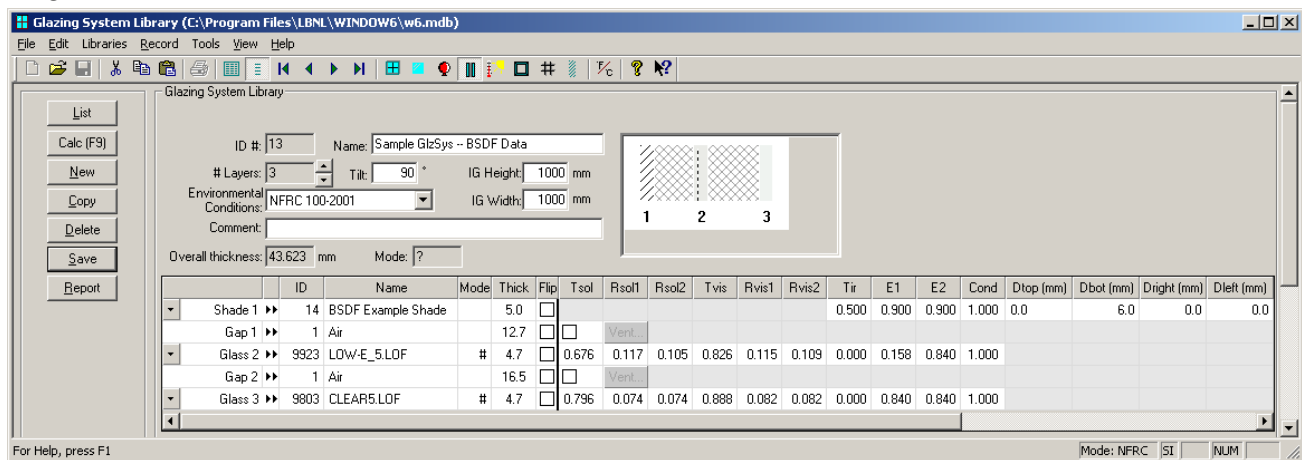 Glazing System Library (C:\Program Files\LBNL\WINDOW6\w6.mdb)
File Edit Libraries Record Tools View Help
°F/c ? ?
Glazing System Library
List
Calc (F9)
New
Copy
Delete
Save
Report
ID #: 13 Name: Sample GlzSys -- BSDF Data
# Layers: 3 Tilt: 90 ° IG Height: 1000 mm
Environmental Conditions: NFRC 100-2001 IG Width: 1000 mm
Comment:
Overall thickness: 43.623 mm Mode: ?
1 2 3
ID Name Mode Thick Flip Tsol Rsol1 Rsol2 Tvis Rvis1 Rvis2 Tir E1 E2 Cond Dtop (mm) Dbot (mm) Dright (mm) Dleft (mm)
Shade 1 14 BSDF Example Shade 5.0 0.500 0.900 0.900 1.000 0.0 6.0 0.0 0.0
Gap 1 1 Air 12.7 Vent...
Glass 2 9923 LOW-E_5.LOF # 4.7 0.676 0.117 0.105 0.826 0.115 0.109 0.000 0.158 0.840 1.000
Gap 2 1 Air 16.5 Vent...
Glass 3 9803 CLEAR5.LOF # 4.7 0.796 0.074 0.074 0.888 0.082 0.082 0.000 0.840 0.840 1.000
For Help, press F1 Mode: NFRC SI NUM